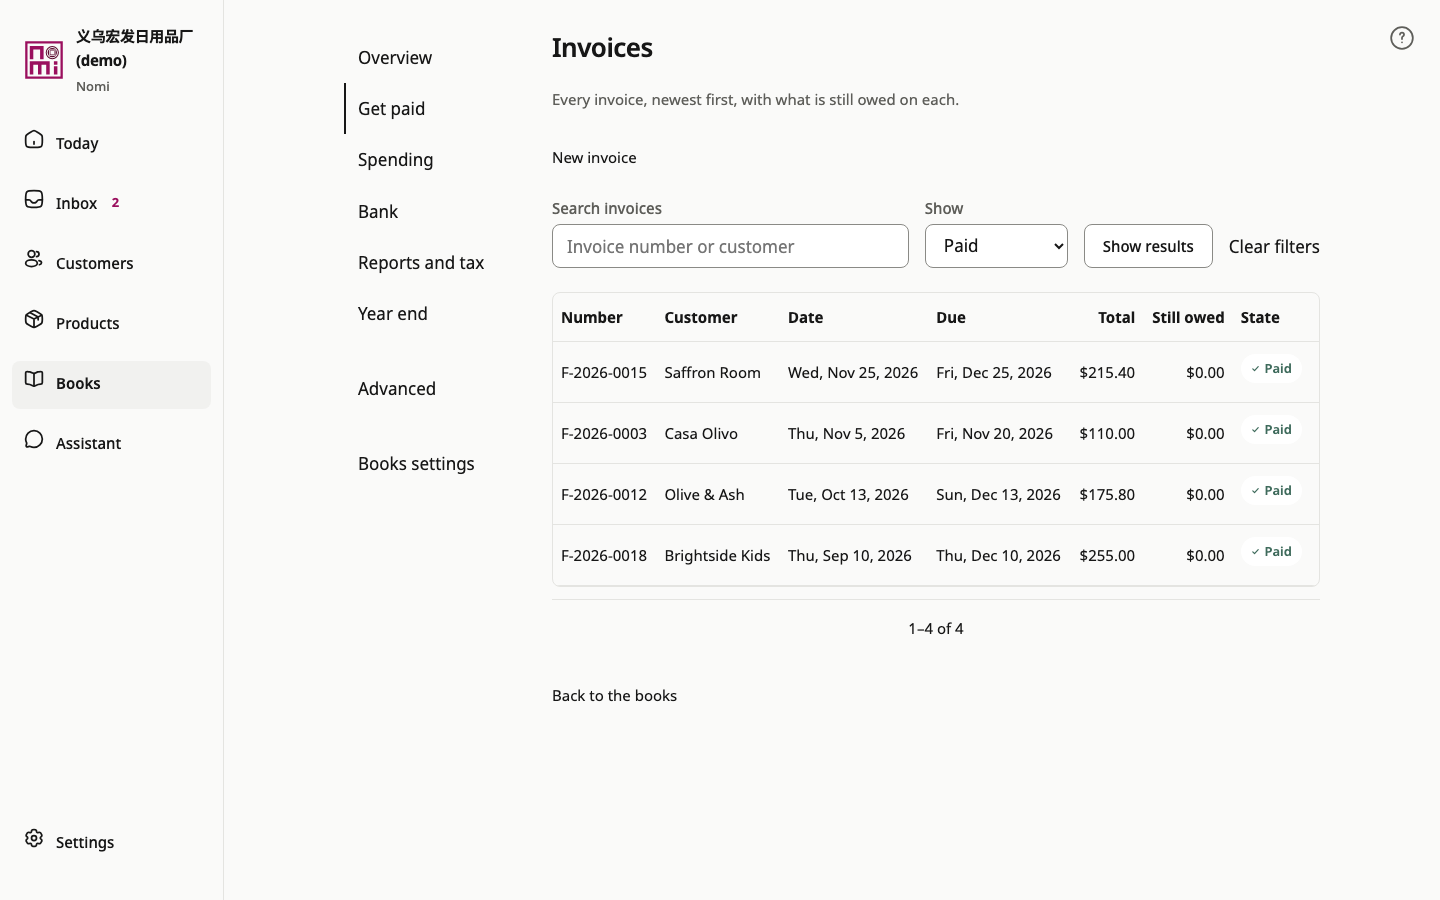 义乌宏发日用品厂
(demo)
Nomi
Today
Inbox 2
Customers
Products
Books
Assistant
Settings
Overview
Get paid
Spending
Bank
Reports and tax
Year end
Advanced
Books settings
Invoices
Every invoice, newest first, with what is still owed on each.
New invoice
Search invoices Show
Invoice number or customer Paid Show results Clear filters
Number Customer Date Due Total Still owed State
F-2026-0015 Saffron Room Wed, Nov 25, 2026 Fri, Dec 25, 2026 $215.40 $0.00 ✓ Paid
F-2026-0003 Casa Olivo Thu, Nov 5, 2026 Fri, Nov 20, 2026 $110.00 $0.00 ✓ Paid
F-2026-0012 Olive & Ash Tue, Oct 13, 2026 Sun, Dec 13, 2026 $175.80 $0.00 ✓ Paid
F-2026-0018 Brightside Kids Thu, Sep 10, 2026 Thu, Dec 10, 2026 $255.00 $0.00 ✓ Paid
1–4 of 4
Back to the books